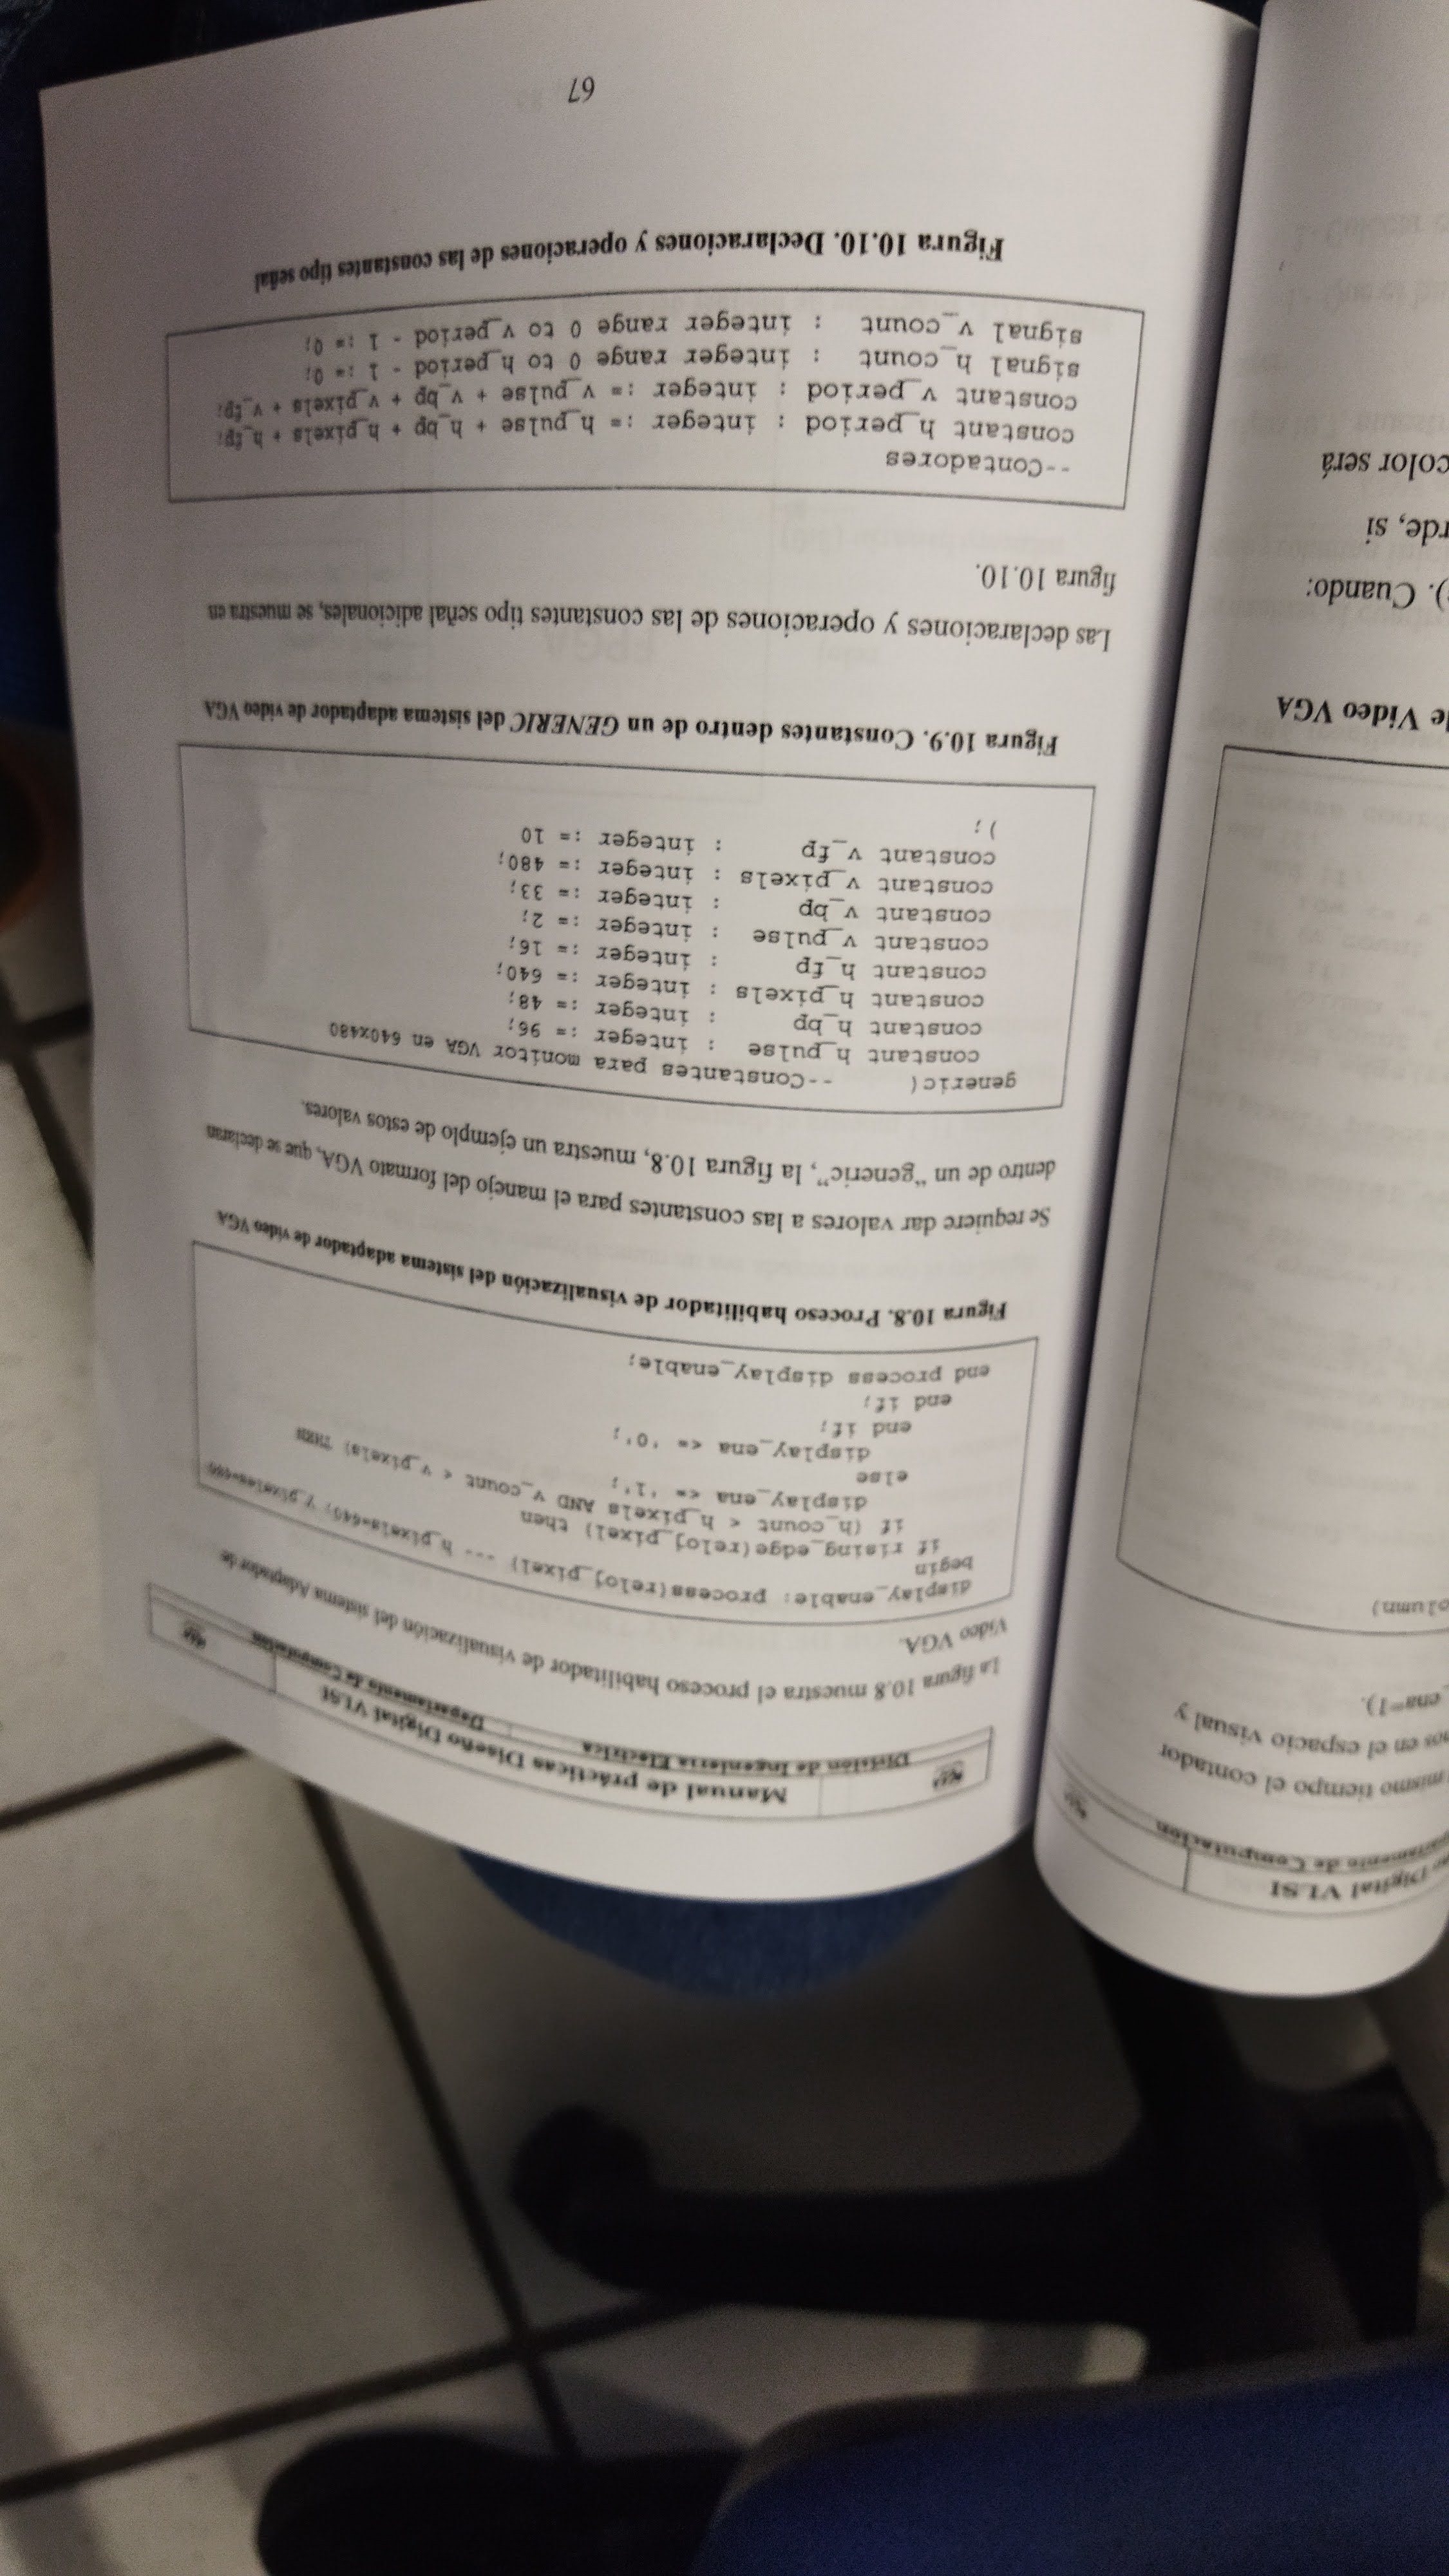 Digital VLSI
de Computación
mismo tiempo el contador
en el espacio visual y
_ena=1).
olumn)
de Video VGA
). Cuando:
rde, si
color será
Manual de prácticas Diseño Digital VLSI
División de Ingeniería Eléctrica
Departamento de Computación
La figura 10.8 muestra el proceso habilitador de visualización del sistema Adaptador de
Video VGA.
display_enable: process(reloj_pixel) --- h_pixels=640; y_pixeles=480
begin
if rising_edge(reloj_pixel) then
if (h_count < h_pixels AND v_count < v_pixels) THEN
display_ena <= '1';
else
display_ena <= '0';
end if;
end if;
end process display_enable;
Figura 10.8. Proceso habilitador de visualización del sistema adaptador de video VGA
Se requiere dar valores a las constantes para el manejo del formato VGA, que se declaran
dentro de un “generic”, la figura 10.8, muestra un ejemplo de estos valores.
generic( --Constantes para monitor VGA en 640x480
constant h_pulse : integer := 96;
constant h_bp : integer := 48;
constant h_pixels : integer := 640;
constant h_fp : integer := 16;
constant v_pulse : integer := 2;
constant v_bp : integer := 33;
constant v_pixels : integer := 480;
constant v_fp : integer := 10
);
Figura 10.9. Constantes dentro de un GENERIC del sistema adaptador de video VGA
Las declaraciones y operaciones de las constantes tipo señal adicionales, se muestra en
figura 10.10.
--Contadores
constant h_period : integer := h_pulse + h_bp + h_pixels + h_fp;
constant v_period : integer := v_pulse + v_bp + v_pixels + v_fp;
signal h_count : integer range 0 to h_period - 1 := 0;
signal v_count : integer range 0 to v_period - 1 := 0;
Figura 10.10. Declaraciones y operaciones de las constantes tipo señal
67